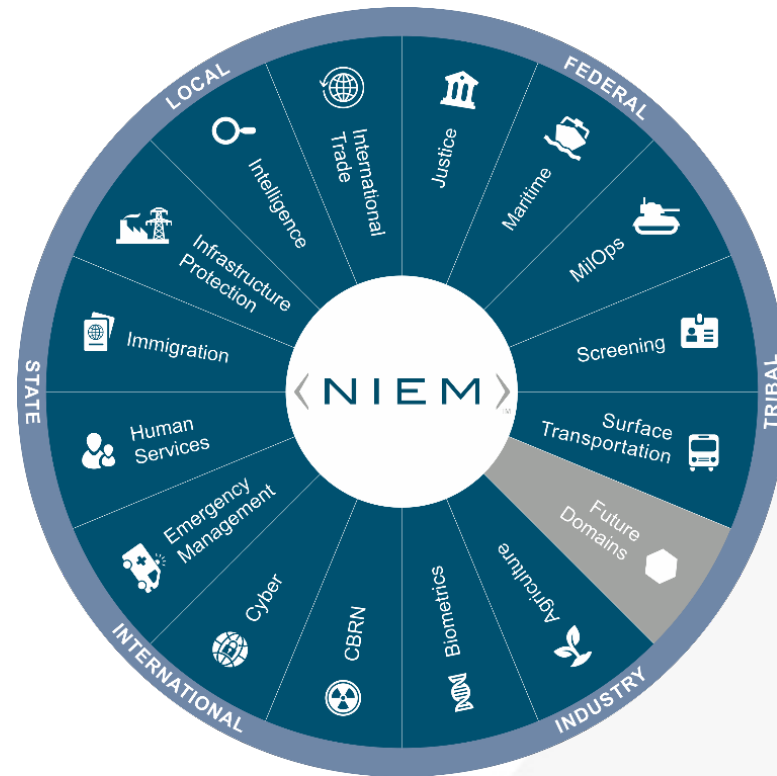 LOCAL
FEDERAL
TRIBAL
INDUSTRY
INTERNATIONAL
STATE
International
Trade
Justice
Maritime
MilOps
Screening
Surface
Transportation
Future
Domains
Agriculture
Biometrics
CBRN
Cyber
Emergency
Management
Human
Services
Immigration
Infrastructure
Protection
Intelligence
〈NIEM〉